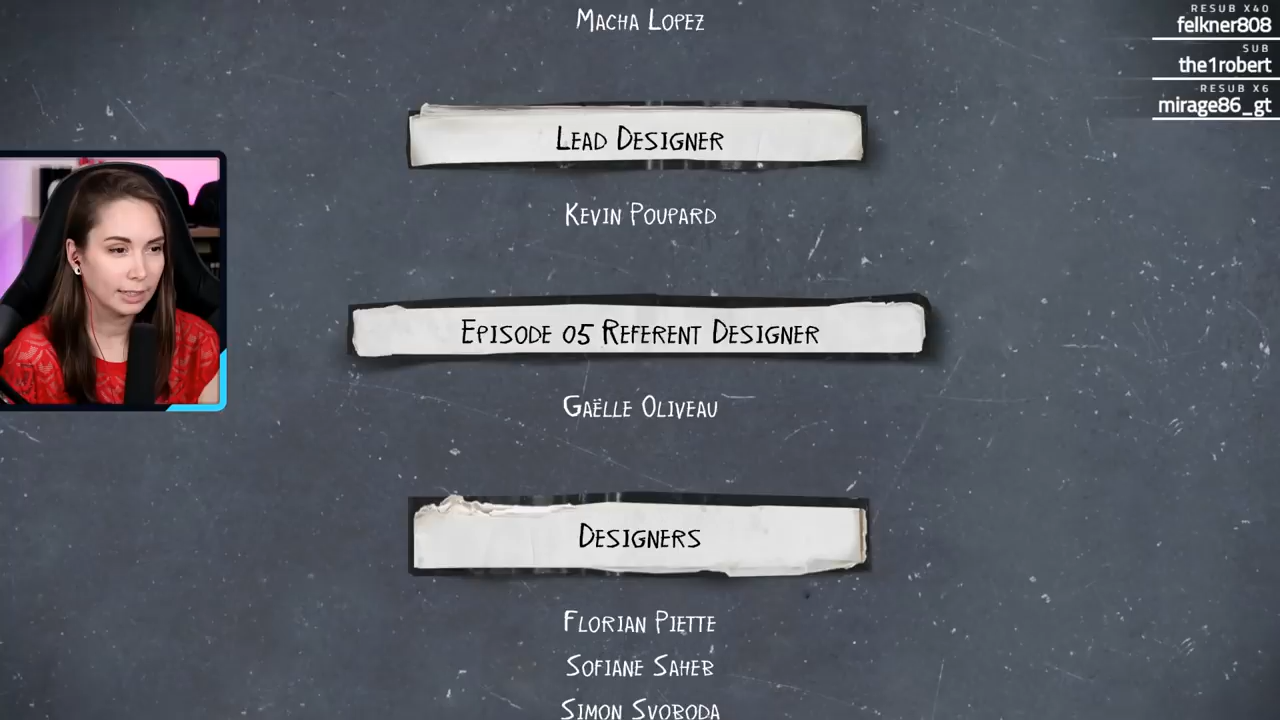 Macha Lopez
RESUB X40
felkner808
SUB
the1robert
RESUB X6
mirage86_gt
Lead Designer
Kevin Poupard
Episode 05 Referent Designer
Gaëlle Oliveau
Designers
Florian Piette
Sofiane Saheb
Simon Svoboda